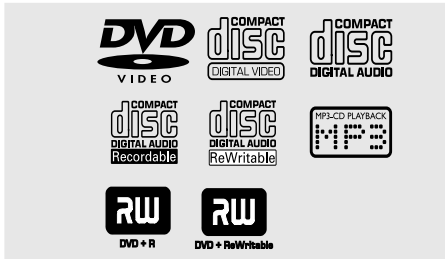 DVD
VIDEO
COMPACT
disc
DIGITAL VIDEO
COMPACT
disc
DIGITAL AUDIO
COMPACT
disc
DIGITAL AUDIO
Recordable
COMPACT
disc
DIGITAL AUDIO
ReWritable
MP3-CD PLAYBACK
MP3
RW
DVD + R
RW
DVD + ReWritable